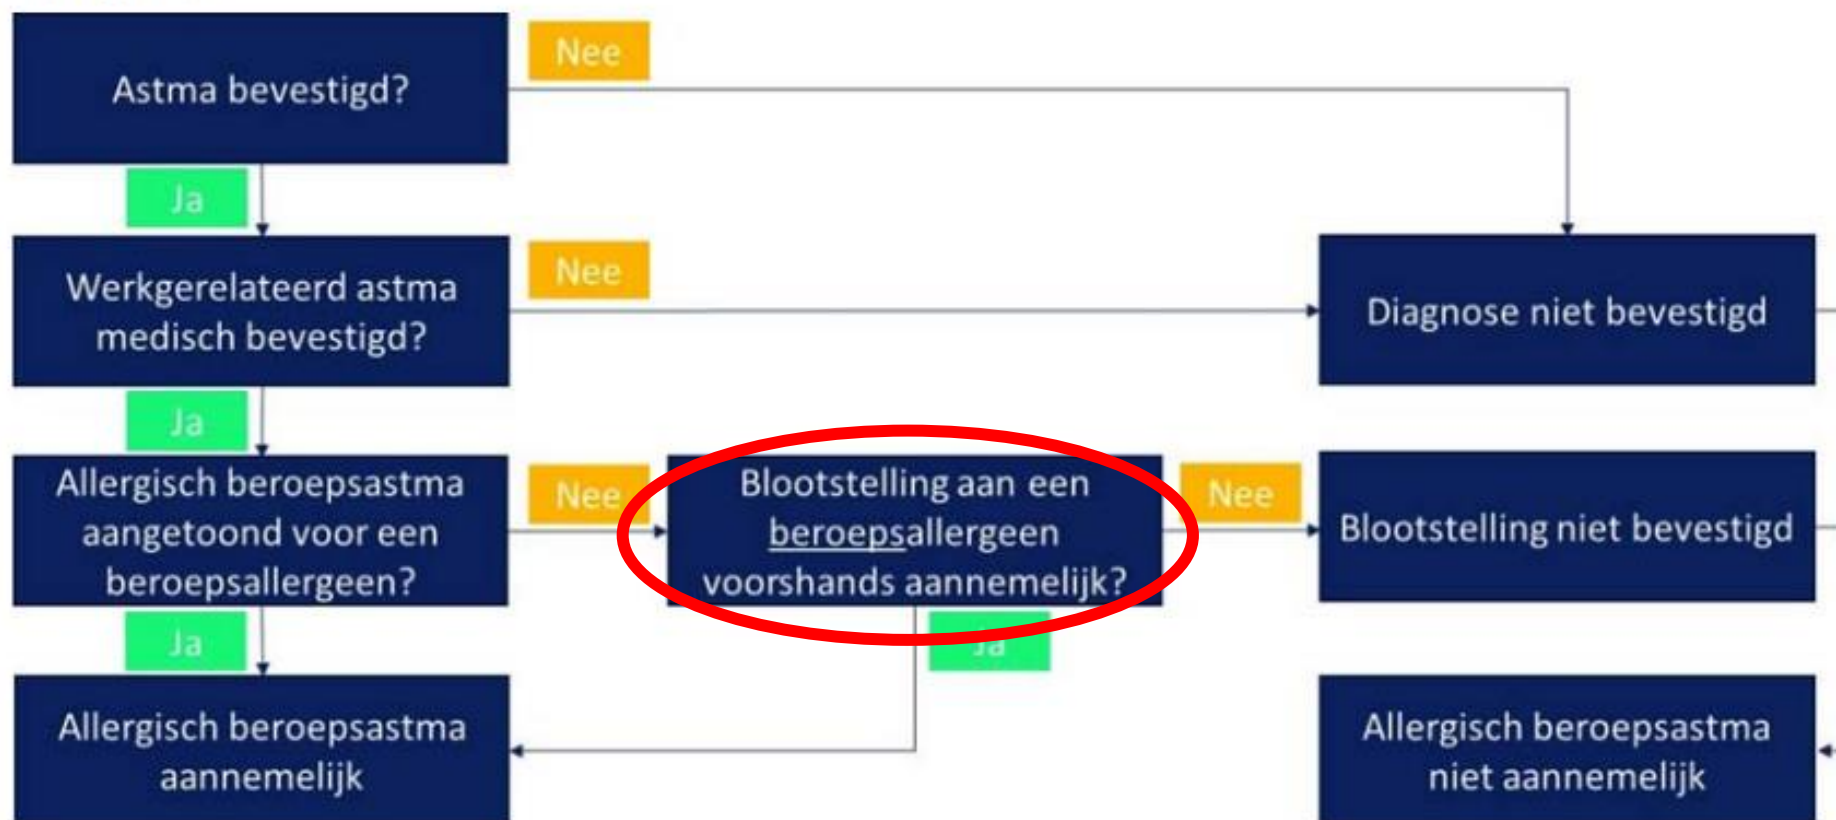 Astma bevestigd?
Nee
Ja
Werkgerelateerd astma
medisch bevestigd?
Nee
Diagnose niet bevestigd
Ja
Allergisch beroepsastma
aangetoond voor een
beroepsallergeen?
Nee
Blootstelling aan een
beroepsallergeen
voorshands aannemelijk?
Nee
Blootstelling niet bevestigd
Ja
Ja
Allergisch beroepsastma
aannemelijk
Allergisch beroepsastma
niet aannemelijk